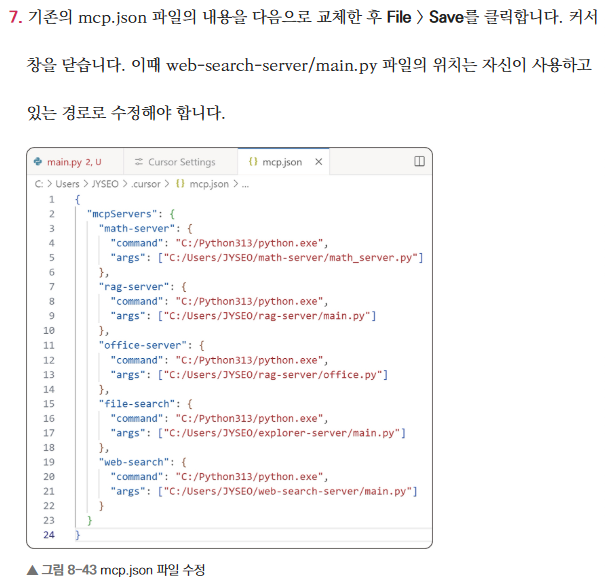 7. 기존의 mcp.json 파일의 내용을 다음으로 교체한 후 File > Save를 클릭합니다. 커서
창을 닫습니다. 이때 web-search-server/main.py 파일의 위치는 자신이 사용하고
있는 경로로 수정해야 합니다.
main.py 2, U Cursor Settings {} mcp.json ×
C: > Users > JYSEO > .cursor > {} mcp.json > ...
1 {
2 "mcpServers": {
3 "math-server": {
4 "command": "C:/Python313/python.exe",
5 "args": ["C:/Users/JYSEO/math-server/math_server.py"]
6 },
7 "rag-server": {
8 "command": "C:/Python313/python.exe",
9 "args": ["C:/Users/JYSEO/rag-server/main.py"]
10 },
11 "office-server": {
12 "command": "C:/Python313/python.exe",
13 "args": ["C:/Users/JYSEO/rag-server/office.py"]
14 },
15 "file-search": {
16 "command": "C:/Python313/python.exe",
17 "args": ["C:/Users/JYSEO/explorer-server/main.py"]
18 },
19 "web-search": {
20 "command": "C:/Python313/python.exe",
21 "args": ["C:/Users/JYSEO/web-search-server/main.py"]
22 }
23 }
24 }
▲ 그림 8-43 mcp.json 파일 수정